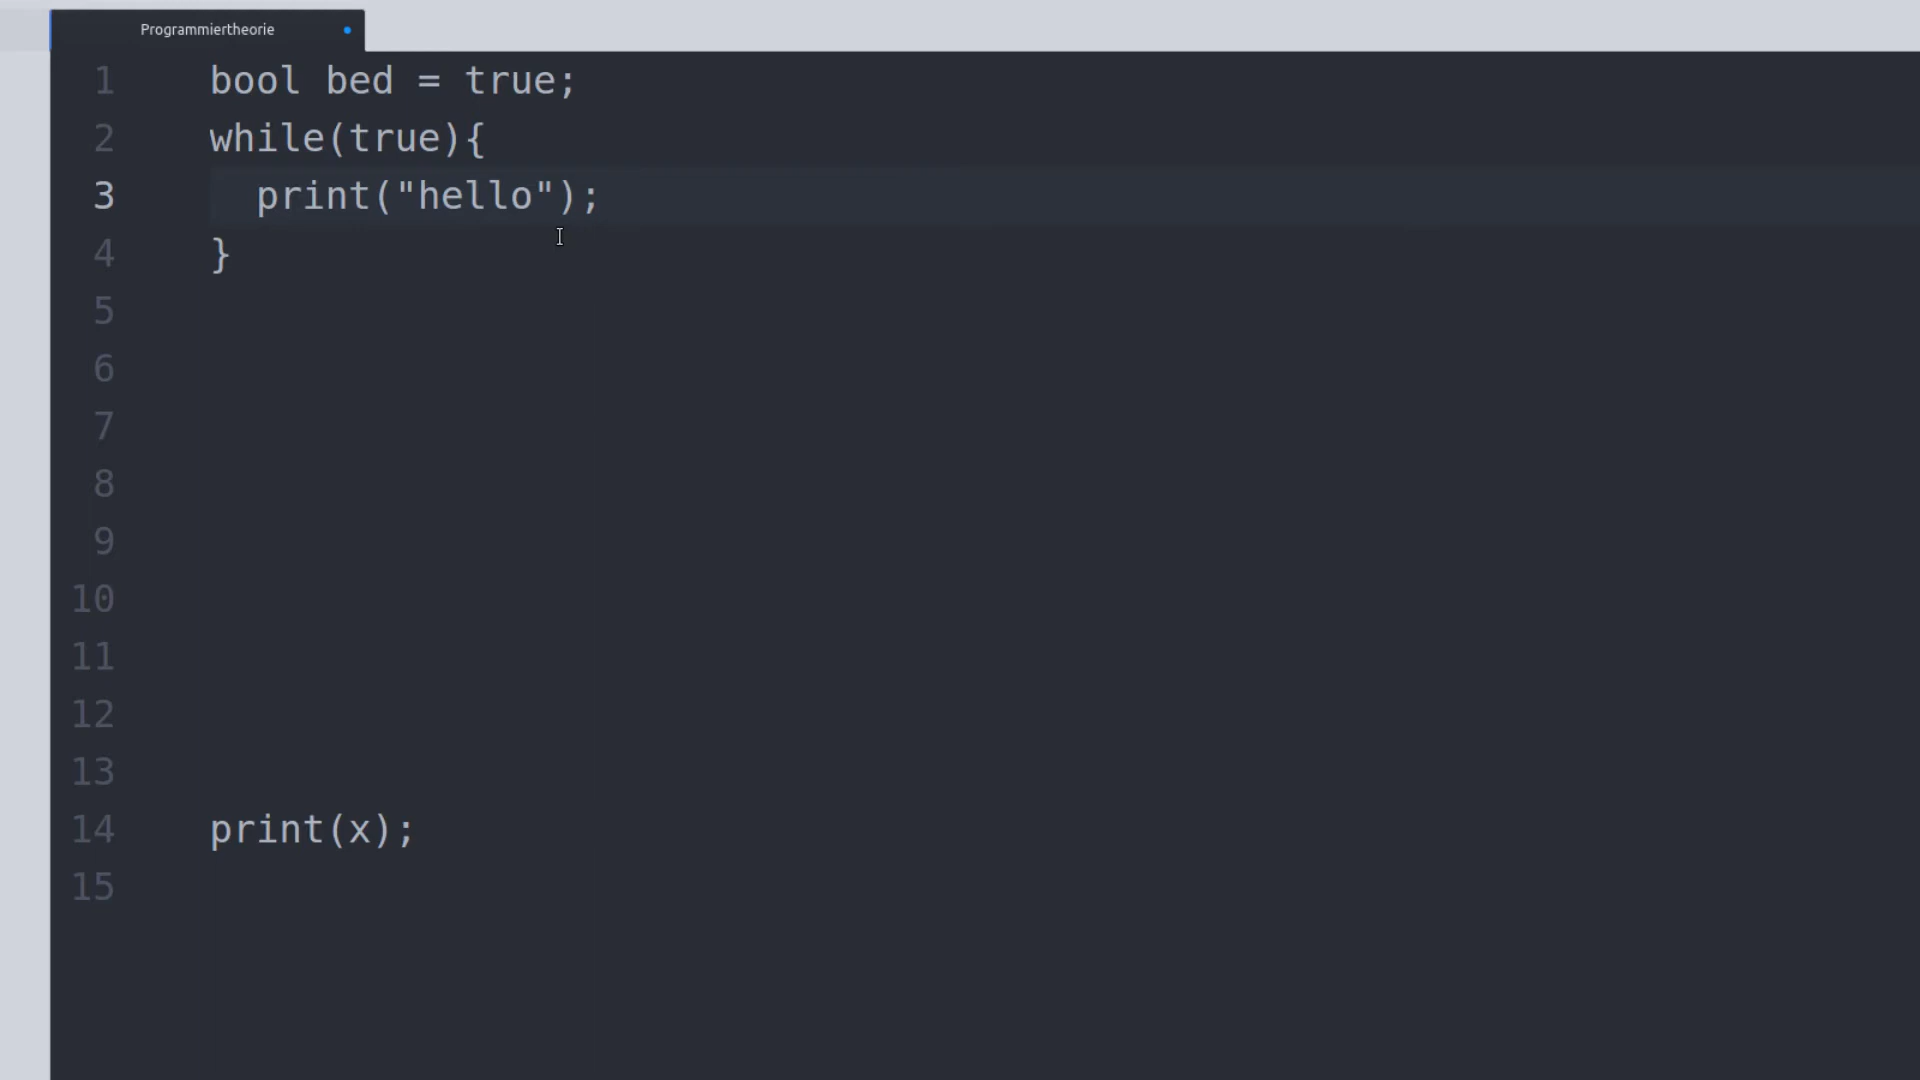 Programmiertheorie
1 bool bed = true;
2 while(true){
3 print("hello");
4 }
5
6
7
8
9
10
11
12
13
14 print(x);
15